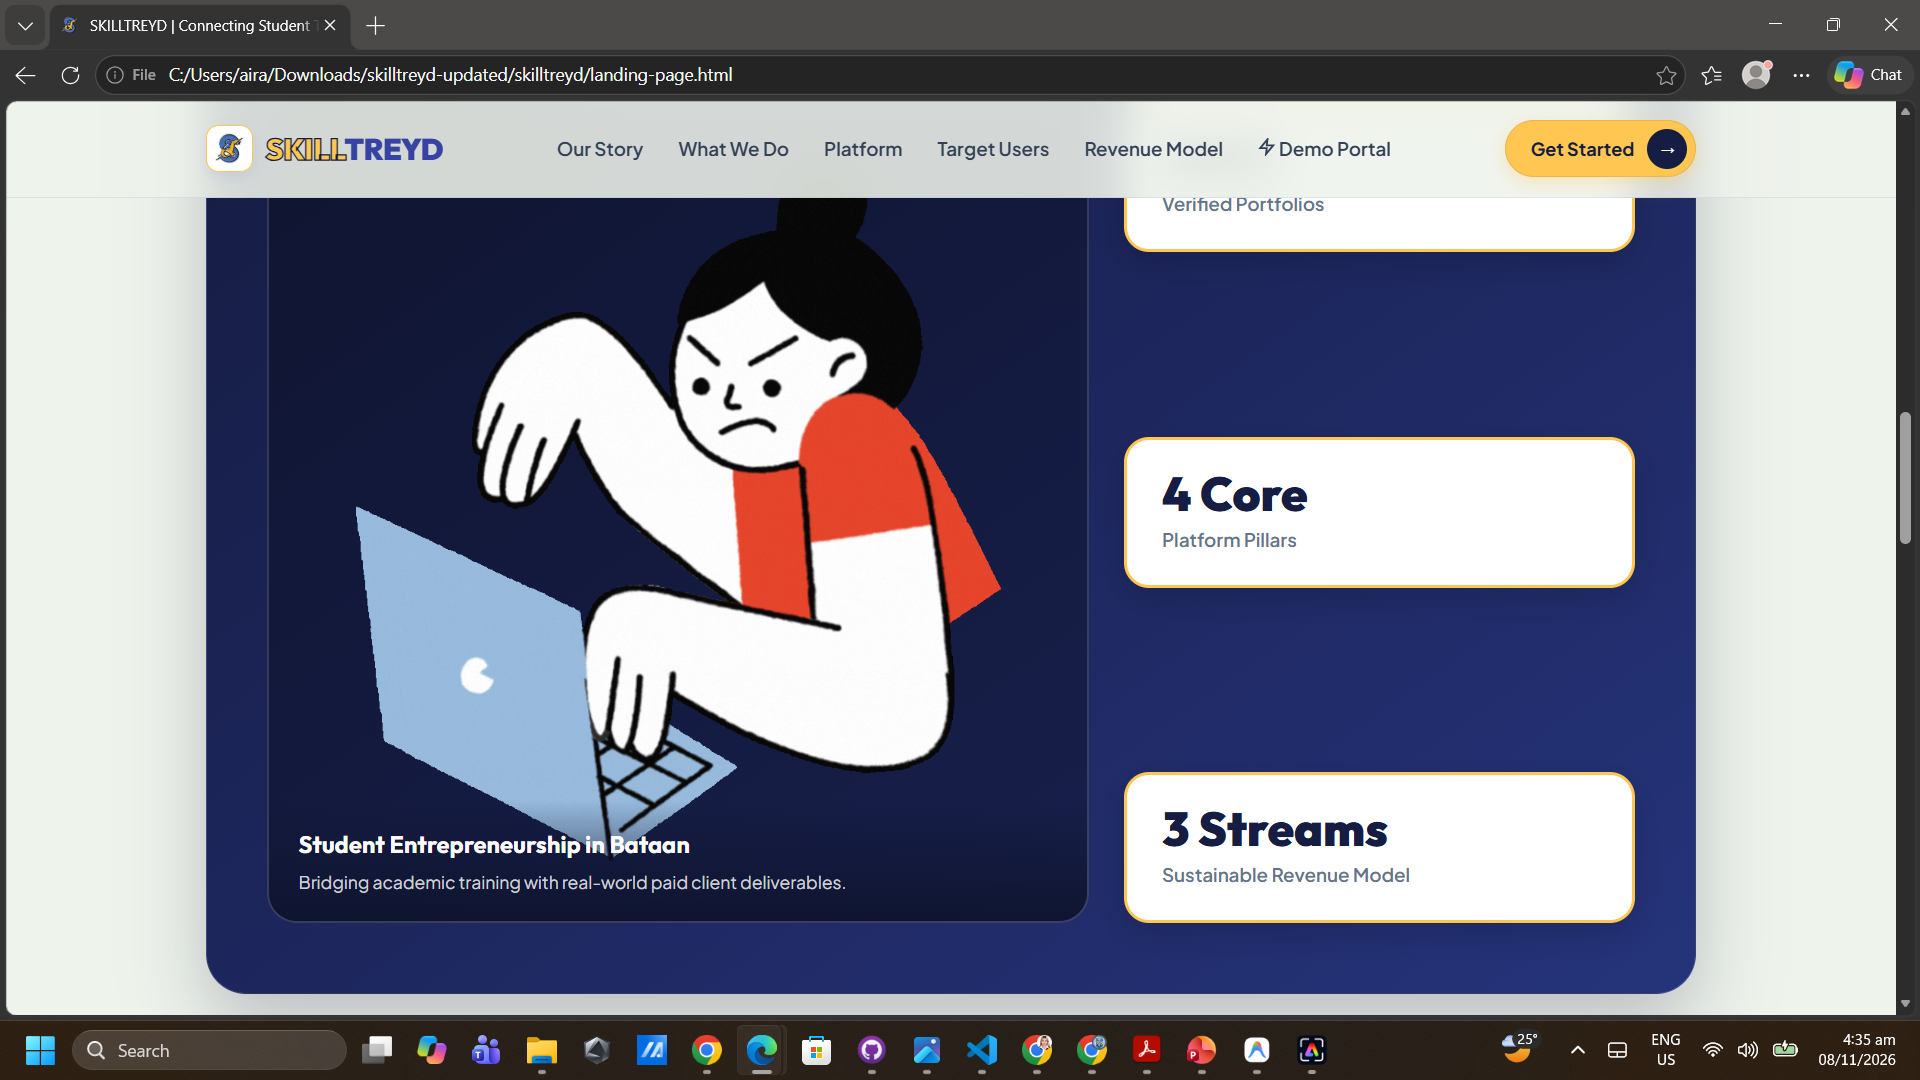 SKILLTREYD | Connecting Student T
File C:/Users/aira/Downloads/skilltreyd-updated/skilltreyd/landing-page.html
Chat
SKILLTREYD
Our Story
What We Do
Platform
Target Users
Revenue Model
Demo Portal
Get Started →
Verified Portfolios
4 Core
Platform Pillars
3 Streams
Sustainable Revenue Model
Student Entrepreneurship in Bataan
Bridging academic training with real-world paid client deliverables.
Search
25°
ENG
US
4:35 am
08/11/2026